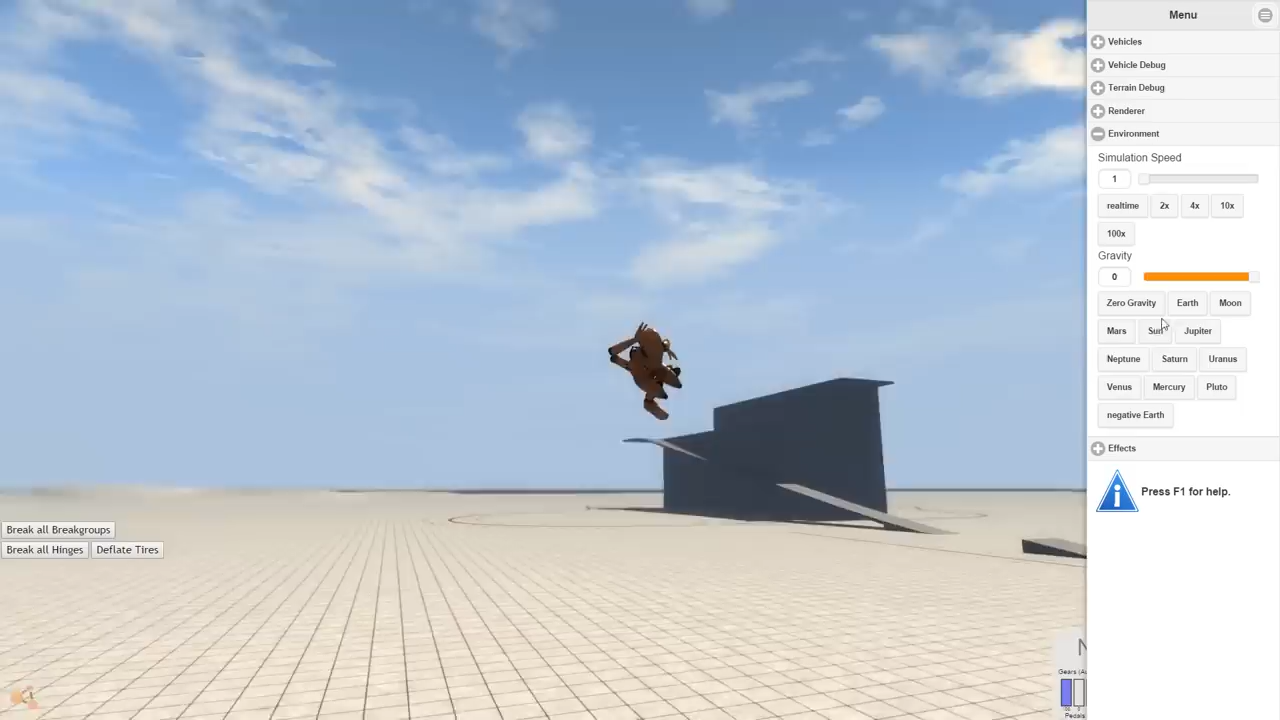 Menu
Vehicles
Vehicle Debug
Terrain Debug
Renderer
Environment
Simulation Speed
1
realtime 2x 4x 10x
100x
Gravity
0
Zero Gravity Earth Moon
Mars Sun Jupiter
Neptune Saturn Uranus
Venus Mercury Pluto
negative Earth
Effects
Press F1 for help.
Break all Breakgroups
Break all Hinges Deflate Tires
N
Gears (A
Pedals